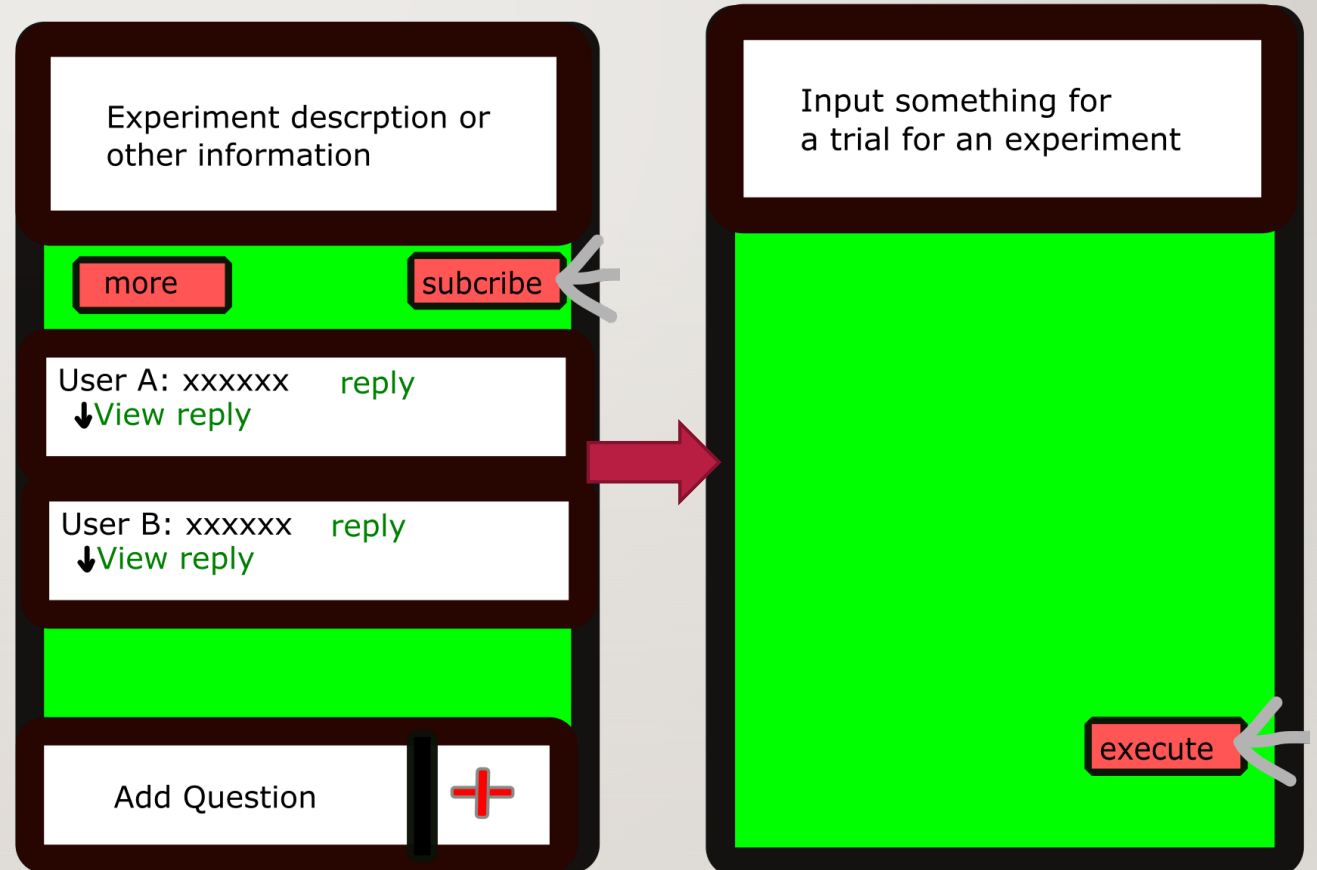 Experiment descrption or
other information
more
subcribe
User A: xxxxxx reply
View reply
User B: xxxxxx reply
View reply
Add Question
Input something for
a trial for an experiment
execute